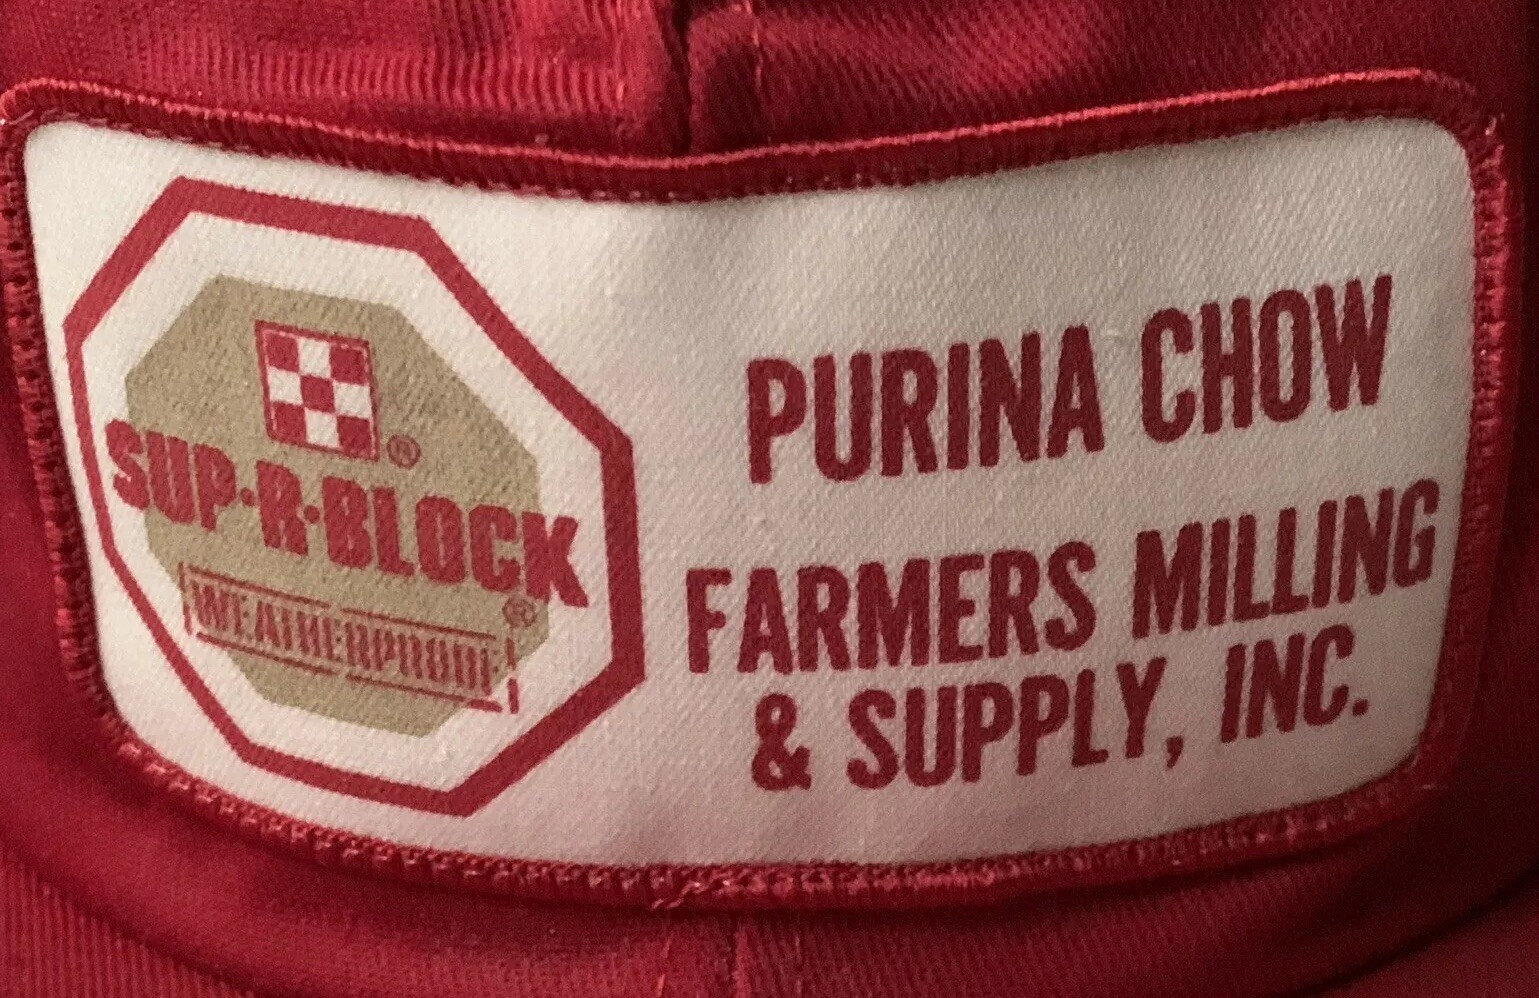 SUP·R·BLOCK ®
WEATHERPROOF
PURINA CHOW
FARMERS MILLING
& SUPPLY, INC.